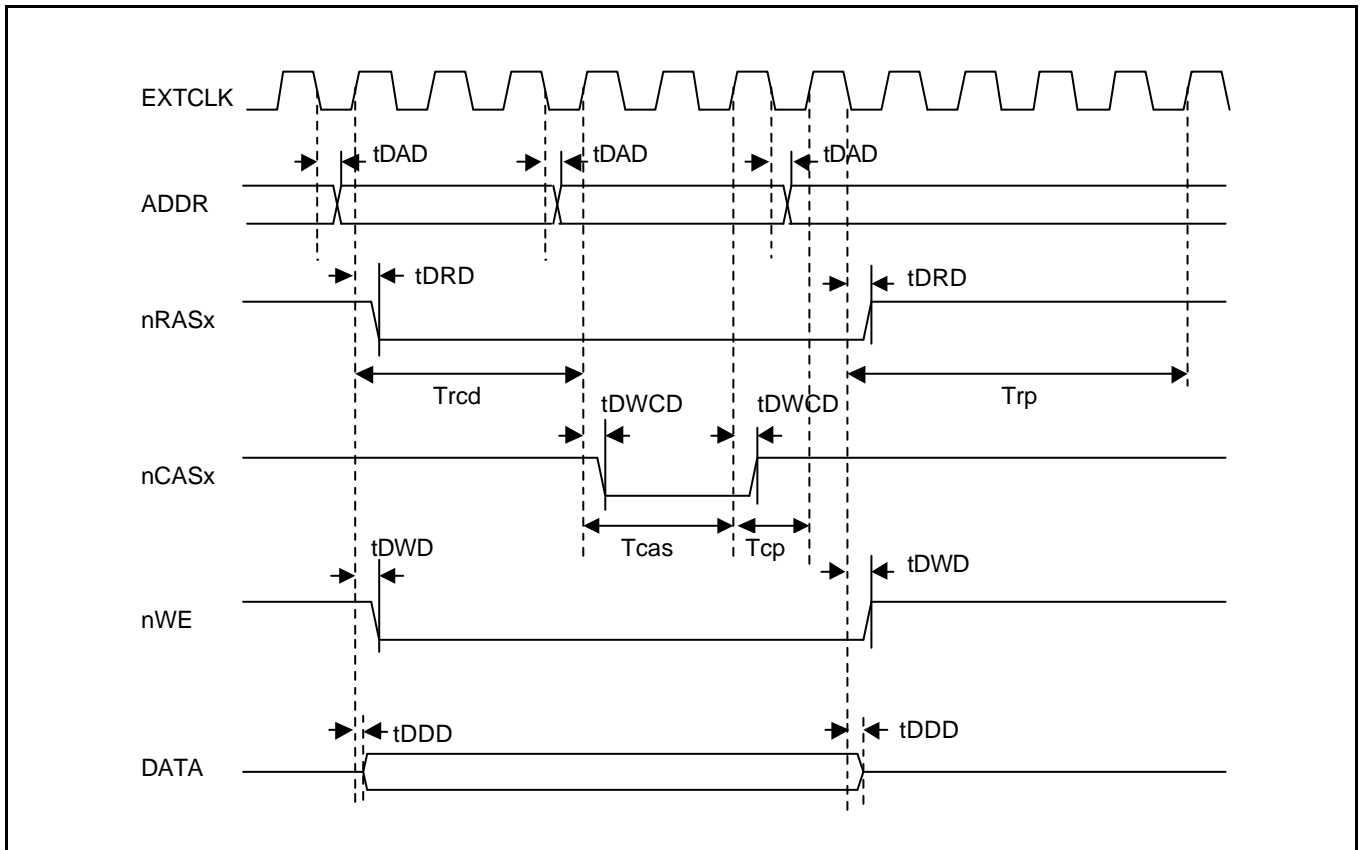 EXTCLK
tDAD tDAD tDAD
ADDR
tDRD tDRD
nRASx
Trcd Trp
tDWCD tDWCD
nCASx
Tcas Tcp
tDWD tDWD
nWE
tDDD tDDD
DATA